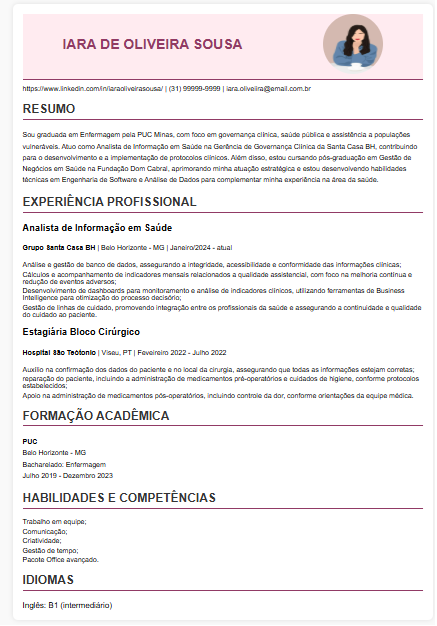 IARA DE OLIVEIRA SOUSA
https://www.linkedin.com/in/iaraoliveirasousa/ | (31) 99999-9999 | iara.oliveiira@email.com.br
RESUMO
Sou graduada em Enfermagem pela PUC Minas, com foco em governança clínica, saúde pública e assistência a populações
vulneráveis. Atuo como Analista de Informação em Saúde na Gerência de Governança Clínica da Santa Casa BH, contribuindo
para o desenvolvimento e a implementação de protocolos clínicos. Além disso, estou cursando pós-graduação em Gestão de
Negócios em Saúde na Fundação Dom Cabral, aprimorando minha atuação estratégica e estou desenvolvendo habilidades
técnicas em Engenharia de Software e Análise de Dados para complementar minha experiência na área da saúde.
EXPERIÊNCIA PROFISSIONAL
Analista de Informação em Saúde
Grupo Santa Casa BH | Belo Horizonte - MG | Janeiro/2024 - atual
Análise e gestão de banco de dados, assegurando a integridade, acessibilidade e conformidade das informações clínicas;
Cálculos e acompanhamento de indicadores mensais relacionados a qualidade assistencial, com foco na melhoria contínua e
redução de eventos adversos;
Desenvolvimento de dashboards para monitoramento e análise de indicadores clínicos, utilizando ferramentas de Business
Intelligence para otimização do processo decisório;
Gestão de linhas de cuidado, promovendo integração entre os profissionais da saúde e assegurando a continuidade e qualidade
do cuidado ao paciente.
Estagiária Bloco Cirúrgico
Hospital São Teótonio | Viseu, PT | Fevereiro 2022 - Julho 2022
Auxílio na confirmação dos dados do paciente e no local da cirurgia, assegurando que todas as informações estejam corretas;
reparação do paciente, incluindo a administração de medicamentos pré-operatórios e cuidados de higiene, conforme protocolos
estabelecidos;
Apoio na administração de medicamentos pós-operatórios, incluindo controle da dor, conforme orientações da equipe médica.
FORMAÇÃO ACADÊMICA
PUC
Belo Horizonte - MG
Bacharelado: Enfermagem
Julho 2019 - Dezembro 2023
HABILIDADES E COMPETÊNCIAS
Trabalho em equipe;
Comunicação;
Criatividade;
Gestão de tempo;
Pacote Office avançado.
IDIOMAS
Inglês: B1 (intermediário)